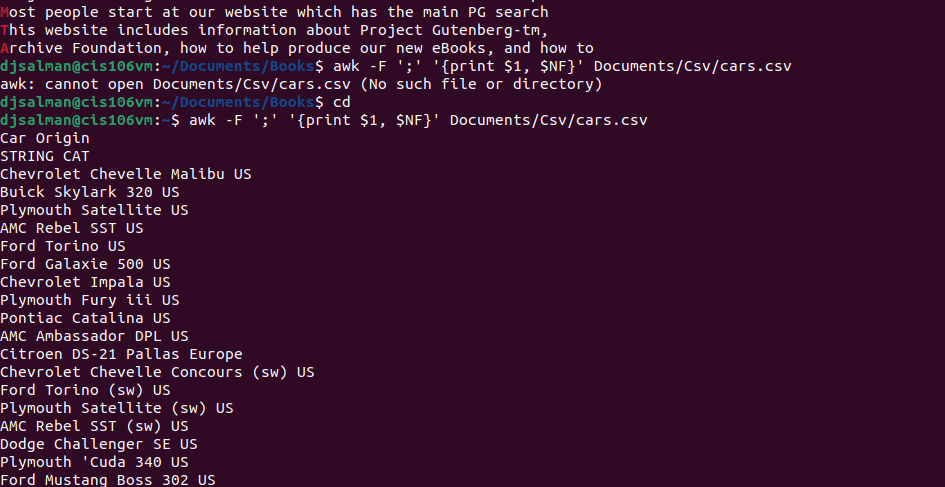 Most people start at our website which has the main PG search
This website includes information about Project Gutenberg-tm,
Archive Foundation, how to help produce our new eBooks, and how to
djsalman@cis106vm:~/Documents/Books$ awk -F ';' '{print $1, $NF}' Documents/Csv/cars.csv
awk: cannot open Documents/Csv/cars.csv (No such file or directory)
djsalman@cis106vm:~/Documents/Books$ cd
djsalman@cis106vm:~$ awk -F ';' '{print $1, $NF}' Documents/Csv/cars.csv
Car Origin
STRING CAT
Chevrolet Chevelle Malibu US
Buick Skylark 320 US
Plymouth Satellite US
AMC Rebel SST US
Ford Torino US
Ford Galaxie 500 US
Chevrolet Impala US
Plymouth Fury iii US
Pontiac Catalina US
AMC Ambassador DPL US
Citroen DS-21 Pallas Europe
Chevrolet Chevelle Concours (sw) US
Ford Torino (sw) US
Plymouth Satellite (sw) US
AMC Rebel SST (sw) US
Dodge Challenger SE US
Plymouth 'Cuda 340 US
Ford Mustang Boss 302 US